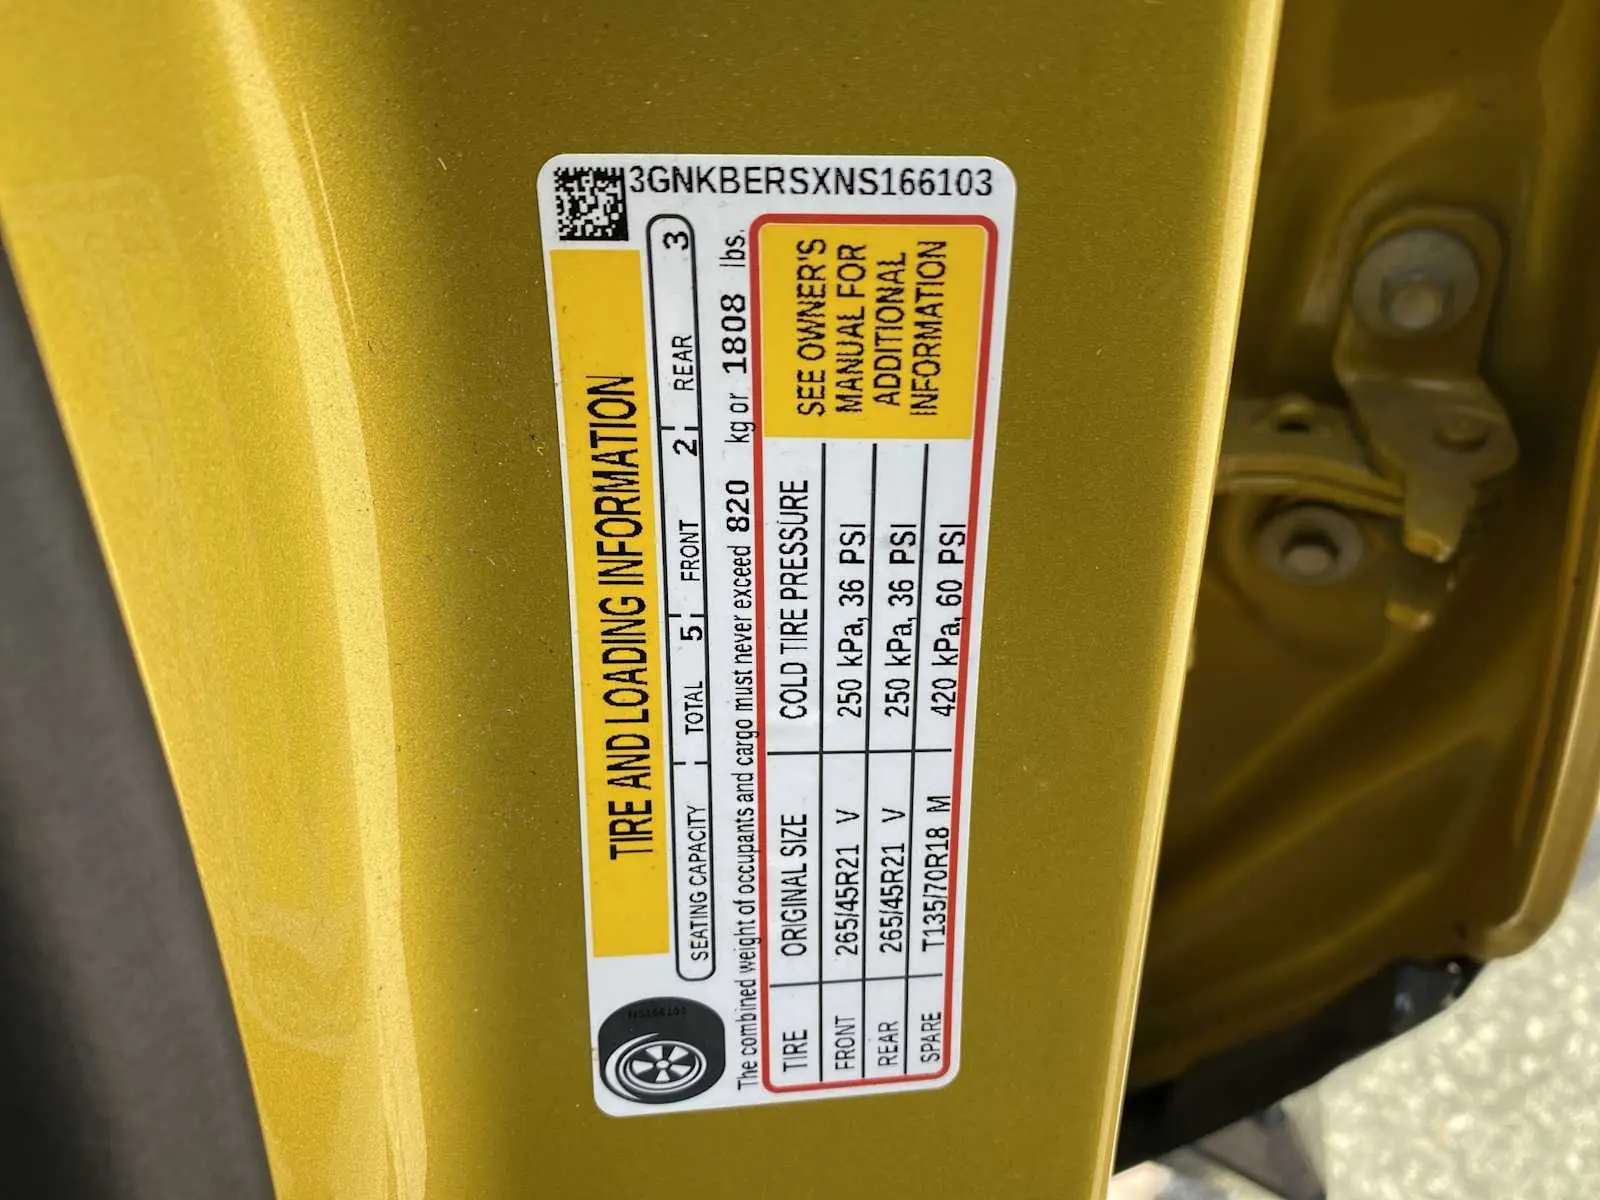 3GNKBERSXNS166103
TIRE AND LOADING INFORMATION
SEATING CAPACITY TOTAL 5 FRONT 2 REAR 3
The combined weight of occupants and cargo must never exceed 820 kg or 1808 lbs.
TIRE ORIGINAL SIZE COLD TIRE PRESSURE
FRONT 265/45R21 V 250 kPa, 36 PSI
REAR 265/45R21 V 250 kPa, 36 PSI
SPARE T135/70R18 M 420 kPa, 60 PSI
SEE OWNER'S
MANUAL FOR
ADDITIONAL
INFORMATION